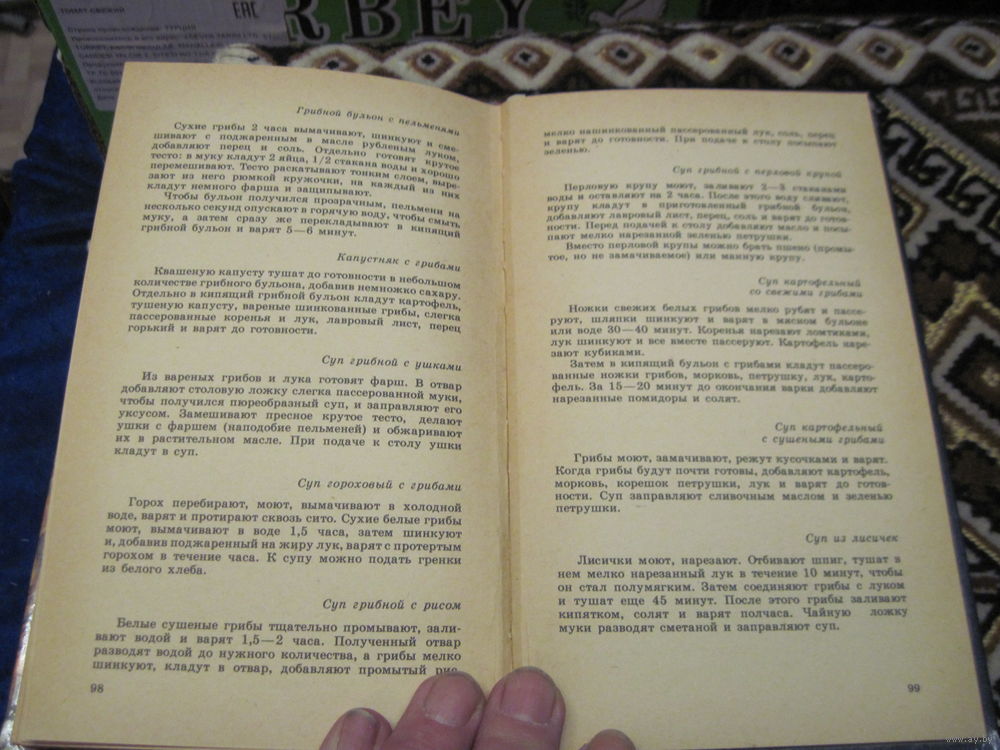 ТОМАТ СВЕЖИЙ
EAC
RBEY
Страна происхождения: ТУРЦИЯ
Грибной бульон с пельменями
Сухие грибы 2 часа вымачивают, шинкуют и сме-
шивают с поджаренным в масле рубленым луком,
добавляют перец и соль. Отдельно готовят крутое
тесто: в муку кладут 2 яйца, 1/2 стакана воды и хорошо
перемешивают. Тесто раскатывают тонким слоем, выре-
зают из него рюмкой кружочки, на каждый из них
кладут немного фарша и защипывают.
Чтобы бульон получился прозрачным, пельмени на
несколько секунд опускают в горячую воду, чтобы смыть
муку, а затем сразу же перекладывают в кипящий
грибной бульон и варят 5—6 минут.
Капустняк с грибами
Квашеную капусту тушат до готовности в небольшом
количестве грибного бульона, добавив немножко сахару.
Отдельно в кипящий грибной бульон кладут картофель,
тушеную капусту, вареные шинкованные грибы, слегка
пассерованные коренья и лук, лавровый лист, перец
горький и варят до готовности.
Суп грибной с ушками
Из вареных грибов и лука готовят фарш. В отвар
добавляют столовую ложку слегка пассерованной муки,
чтобы получился пюреобразный суп, и заправляют его
уксусом. Замешивают пресное крутое тесто, делают
ушки с фаршем (наподобие пельменей) и обжаривают
их в растительном масле. При подаче к столу ушки
кладут в суп.
Суп гороховый с грибами
Горох перебирают, моют, вымачивают в холодной
воде, варят и протирают сквозь сито. Сухие белые грибы
моют, вымачивают в воде 1,5 часа, затем шинкуют
и, добавив поджаренный на жиру лук, варят с протертым
горохом в течение часа. К супу можно подать гренки
из белого хлеба.
Суп грибной с рисом
Белые сушеные грибы тщательно промывают, зали-
вают водой и варят 1,5—2 часа. Полученный отвар
разводят водой до нужного количества, а грибы мелко
шинкуют, кладут в отвар, добавляют промытый рис,
98
мелко нашинкованный пассерованный лук, соль, перец
и варят до готовности. При подаче к столу посыпают
зеленью.
Суп грибной с перловой крупой
Перловую крупу моют, заливают 2—3 стаканами
воды и оставляют на 2 часа. После этого воду сливают,
крупу кладут в приготовленный грибной бульон,
добавляют лавровый лист, перец, соль и варят до готов-
ности. Перед подачей к столу добавляют масло и посы-
пают мелко нарезанной зеленью петрушки.
Вместо перловой крупы можно брать пшено (промы-
тое, но не замачиваемое) или манную крупу.
Суп картофельный
со свежими грибами
Ножки свежих белых грибов мелко рубят и пассе-
руют, шляпки шинкуют и варят в мясном бульоне
или воде 30—40 минут. Коренья нарезают ломтиками,
лук шинкуют и все вместе пассеруют. Картофель наре-
зают кубиками.
Затем в кипящий бульон с грибами кладут пассеро-
ванные ножки грибов, морковь, петрушку, лук, карто-
фель. За 15—20 минут до окончания варки добавляют
нарезанные помидоры и солят.
Суп картофельный
с сушеными грибами
Грибы моют, замачивают, режут кусочками и варят.
Когда грибы будут почти готовы, добавляют картофель,
морковь, корешок петрушки, лук и варят до готов-
ности. Суп заправляют сливочным маслом и зеленью
петрушки.
Суп из лисичек
Лисички моют, нарезают. Отбивают шпиг, тушат в
нем мелко нарезанный лук в течение 10 минут, чтобы
он стал полумягким. Затем соединяют грибы с луком
и тушат еще 45 минут. После этого грибы заливают
кипятком, солят и варят полчаса. Чайную ложку
муки разводят сметаной и заправляют суп.
99
www.ay.by